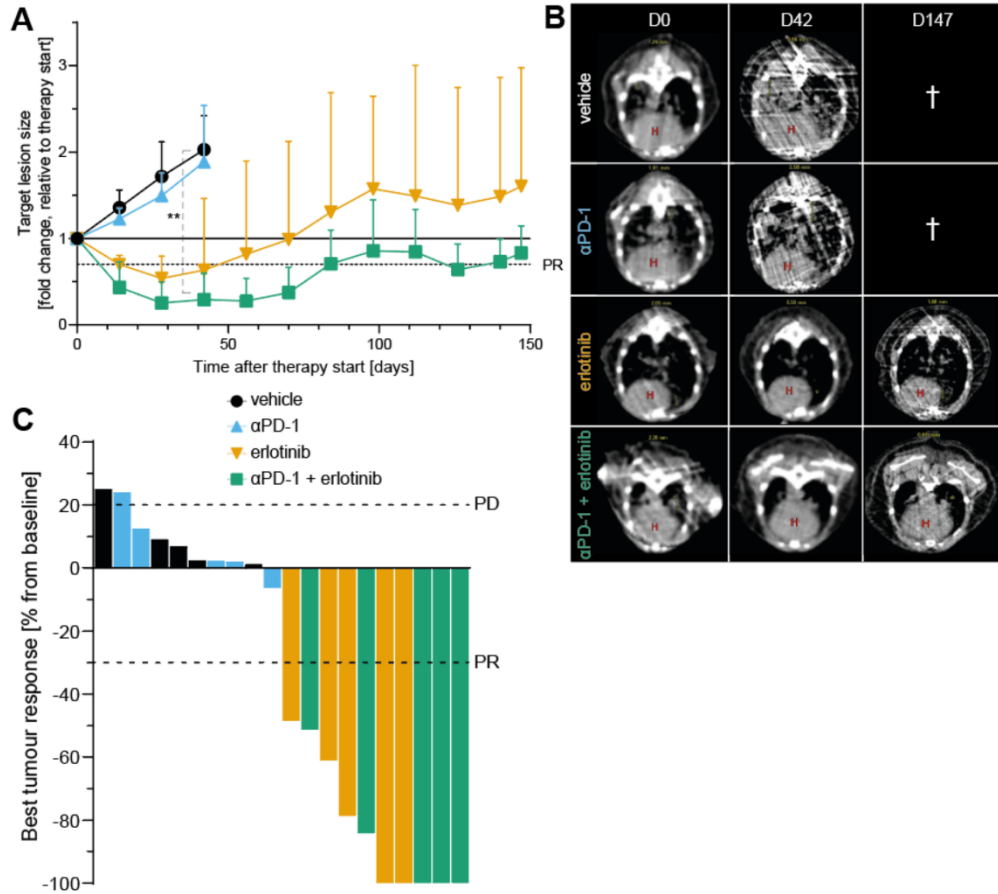 A
Target lesion size
[fold change, relative to therapy start]
3
2
1
0
**
PR
0
50
100
150
Time after therapy start [days]
vehicle
αPD-1
erlotinib
αPD-1 + erlotinib
B
D0
D42
D147
vehicle
†
αPD-1
†
erlotinib
αPD-1 + erlotinib
H
H
H
H
H
H
H
H
H
H
C
Best tumour response [% from baseline]
40
20
0
-20
-40
-60
-80
-100
PD
PR